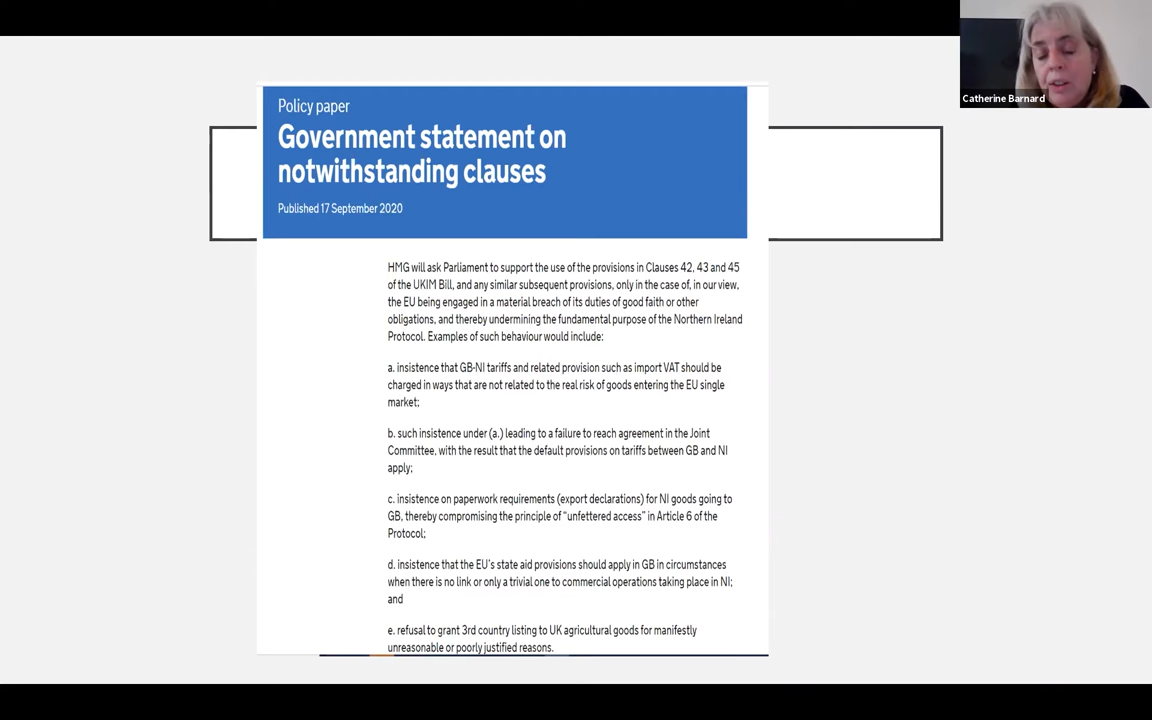 Catherine Barnard
Policy paper
Government statement on
notwithstanding clauses
Published 17 September 2020
HMG will ask Parliament to support the use of the provisions in Clauses 42, 43 and 45
of the UKIM Bill, and any similar subsequent provisions, only in the case of, in our view,
the EU being engaged in a material breach of its duties of good faith or other
obligations, and thereby undermining the fundamental purpose of the Northern Ireland
Protocol. Examples of such behaviour would include:
a. insistence that GB-NI tariffs and related provision such as import VAT should be
charged in ways that are not related to the real risk of goods entering the EU single
market;
b. such insistence under (a.) leading to a failure to reach agreement in the Joint
Committee, with the result that the default provisions on tariffs between GB and NI
apply;
c. insistence on paperwork requirements (export declarations) for NI goods going to
GB, thereby compromising the principle of “unfettered access” in Article 6 of the
Protocol;
d. insistence that the EU's state aid provisions should apply in GB in circumstances
when there is no link or only a trivial one to commercial operations taking place in NI;
and
e. refusal to grant 3rd country listing to UK agricultural goods for manifestly
unreasonable or poorly justified reasons.